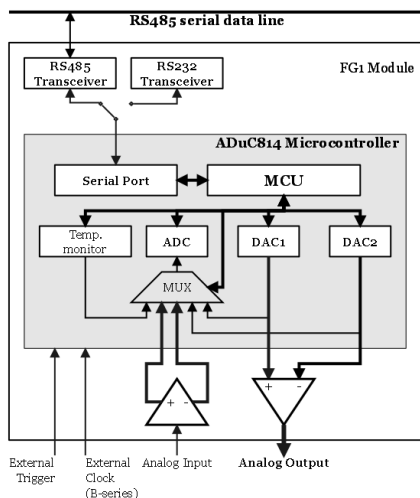 RS485 serial data line
RS485
Transceiver
RS232
Transceiver
FG1 Module
ADuC814 Microcontroller
Serial Port
MCU
Temp.
monitor
ADC
DAC1
DAC2
MUX
+ -
+ -
External
Trigger
External
Clock
(B-series)
Analog Input
Analog Output